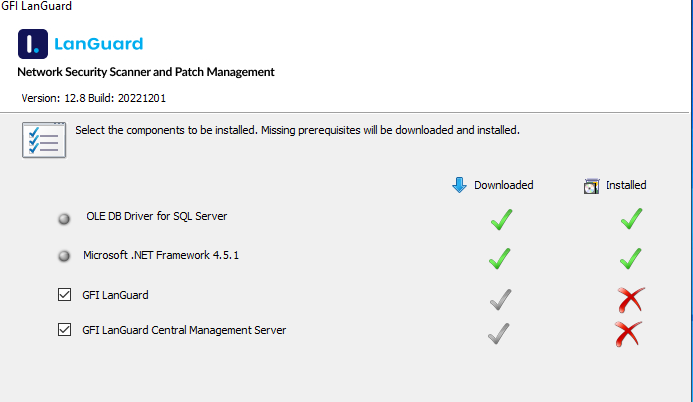 GFI LanGuard
LanGuard
Network Security Scanner and Patch Management
Version: 12.8 Build: 20221201
Select the components to be installed. Missing prerequisites will be downloaded and installed.
Downloaded Installed
OLE DB Driver for SQL Server
Microsoft .NET Framework 4.5.1
GFI LanGuard
GFI LanGuard Central Management Server